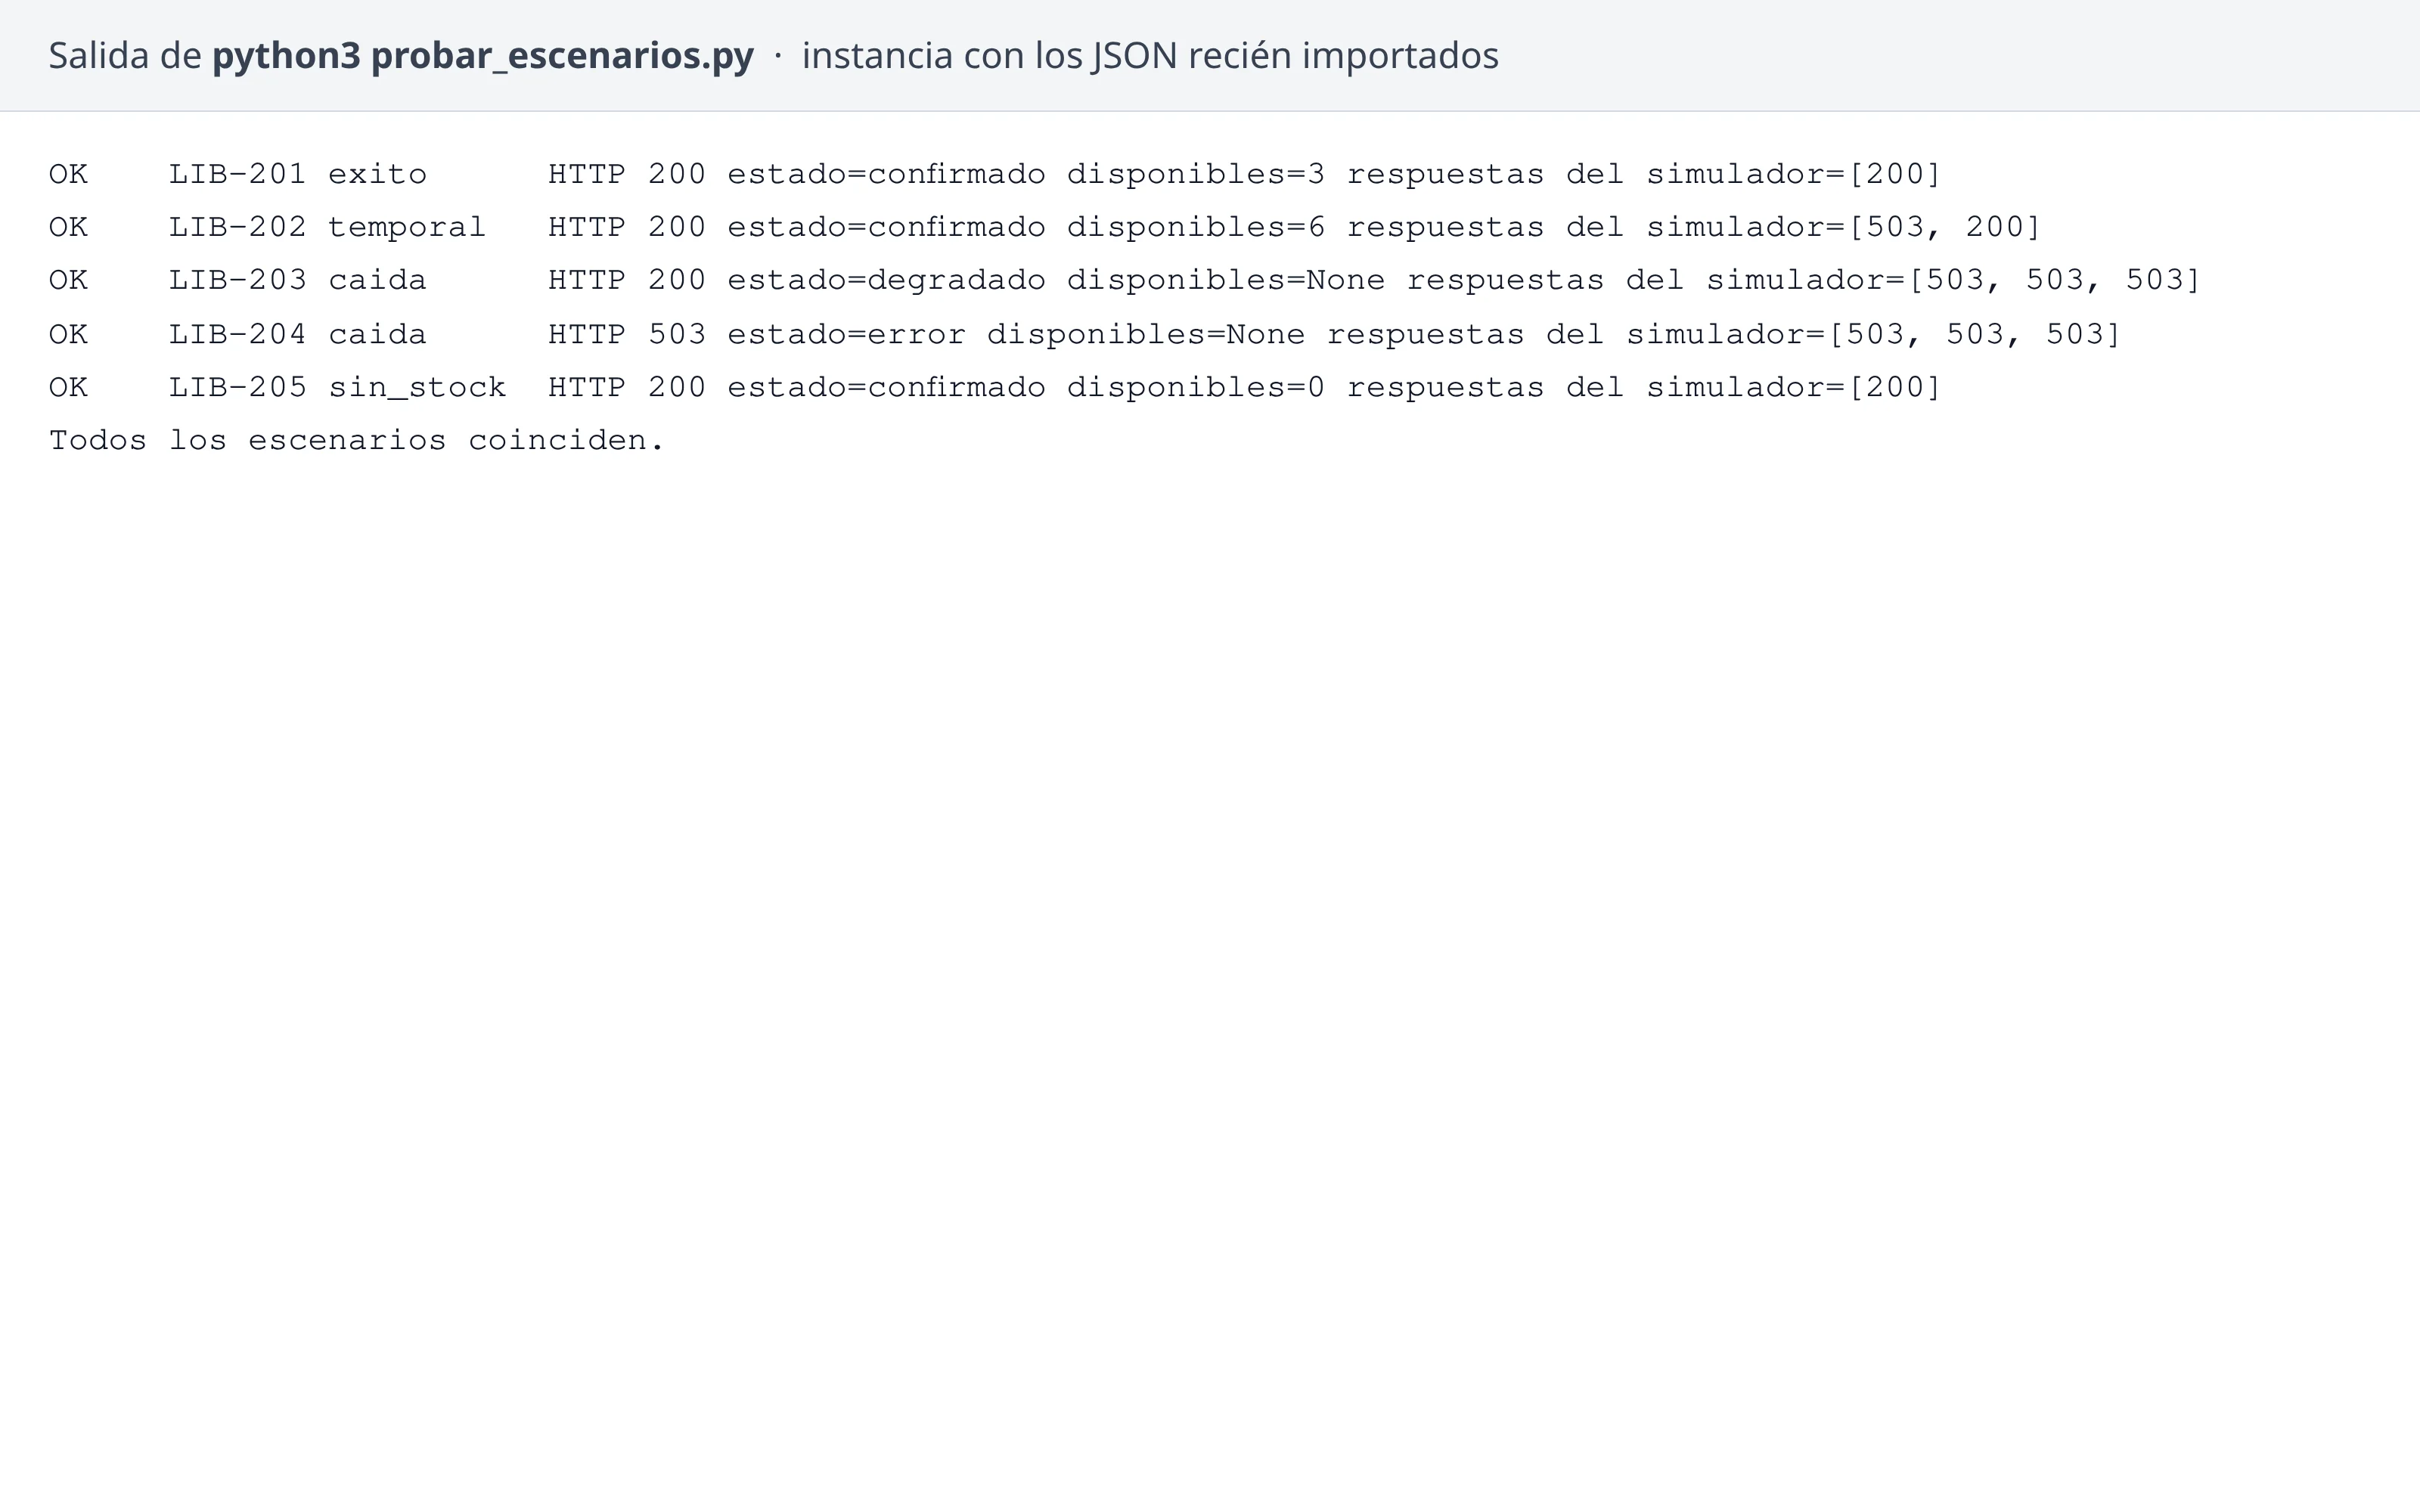 Salida de python3 probar_escenarios.py · instancia con los JSON recién importados
OK    LIB-201 exito      HTTP 200 estado=confirmado disponibles=3 respuestas del simulador=[200]
OK    LIB-202 temporal   HTTP 200 estado=confirmado disponibles=6 respuestas del simulador=[503, 200]
OK    LIB-203 caida      HTTP 200 estado=degradado disponibles=None respuestas del simulador=[503, 503, 503]
OK    LIB-204 caida      HTTP 503 estado=error disponibles=None respuestas del simulador=[503, 503, 503]
OK    LIB-205 sin_stock  HTTP 200 estado=confirmado disponibles=0 respuestas del simulador=[200]
Todos los escenarios coinciden.